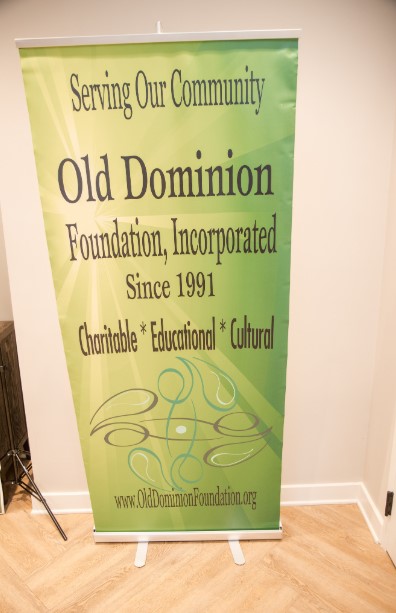 Serving Our Community
Old Dominion
Foundation, Incorporated
Since 1991
Charitable * Educational * Cultural
www.OldDominionFoundation.org